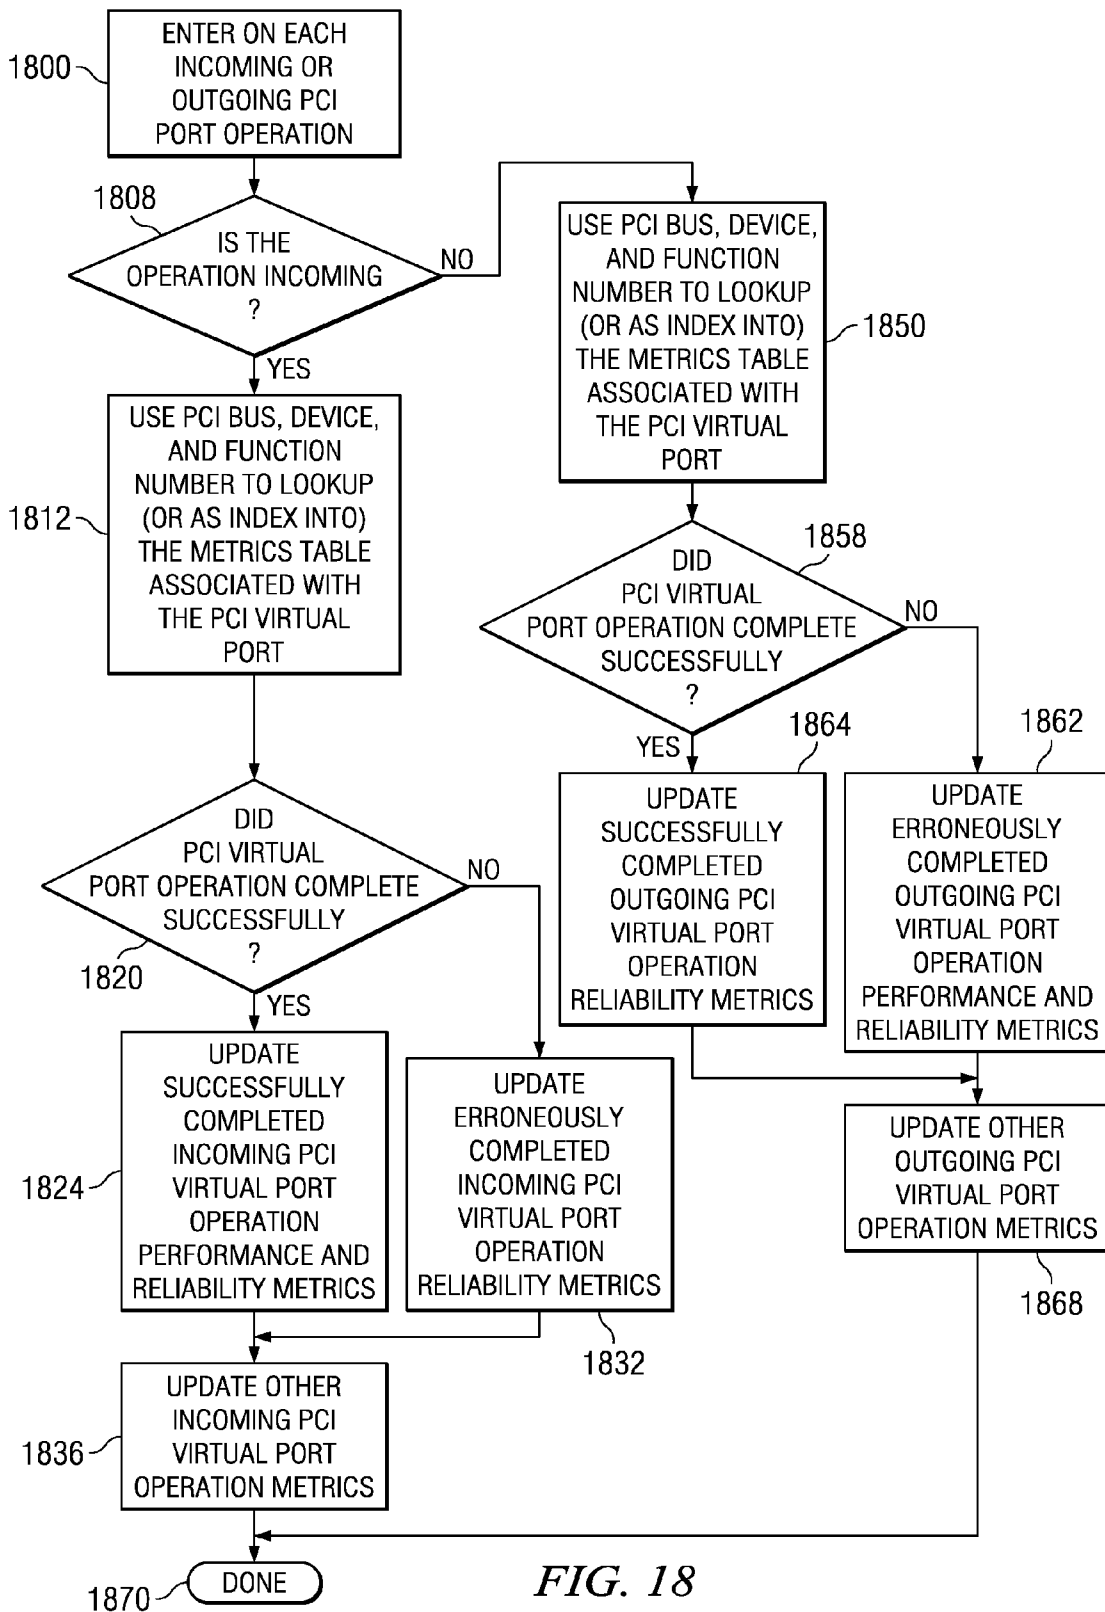 ENTER ON EACH
INCOMING OR
OUTGOING PCI
PORT OPERATION
1800
1808
IS THE
OPERATION INCOMING
?
NO
YES
USE PCI BUS, DEVICE,
AND FUNCTION
NUMBER TO LOOKUP
(OR AS INDEX INTO)
THE METRICS TABLE
ASSOCIATED WITH
THE PCI VIRTUAL
PORT
1850
USE PCI BUS, DEVICE,
AND FUNCTION
NUMBER TO LOOKUP
(OR AS INDEX INTO)
THE METRICS TABLE
ASSOCIATED WITH
THE PCI VIRTUAL
PORT
1812
DID
PCI VIRTUAL
PORT OPERATION COMPLETE
SUCCESSFULLY
?
1858
NO
YES
1864
UPDATE
SUCCESSFULLY
COMPLETED
OUTGOING PCI
VIRTUAL PORT
OPERATION
RELIABILITY METRICS
1862
UPDATE
ERRONEOUSLY
COMPLETED
OUTGOING PCI
VIRTUAL PORT
OPERATION
PERFORMANCE AND
RELIABILITY METRICS
DID
PCI VIRTUAL
PORT OPERATION COMPLETE
SUCCESSFULLY
?
1820
NO
YES
UPDATE
SUCCESSFULLY
COMPLETED
INCOMING PCI
VIRTUAL PORT
OPERATION
PERFORMANCE AND
RELIABILITY METRICS
1824
UPDATE
ERRONEOUSLY
COMPLETED
INCOMING PCI
VIRTUAL PORT
OPERATION
RELIABILITY METRICS
1832
UPDATE OTHER
OUTGOING PCI
VIRTUAL PORT
OPERATION METRICS
1868
UPDATE OTHER
INCOMING PCI
VIRTUAL PORT
OPERATION METRICS
1836
DONE
1870
FIG. 18